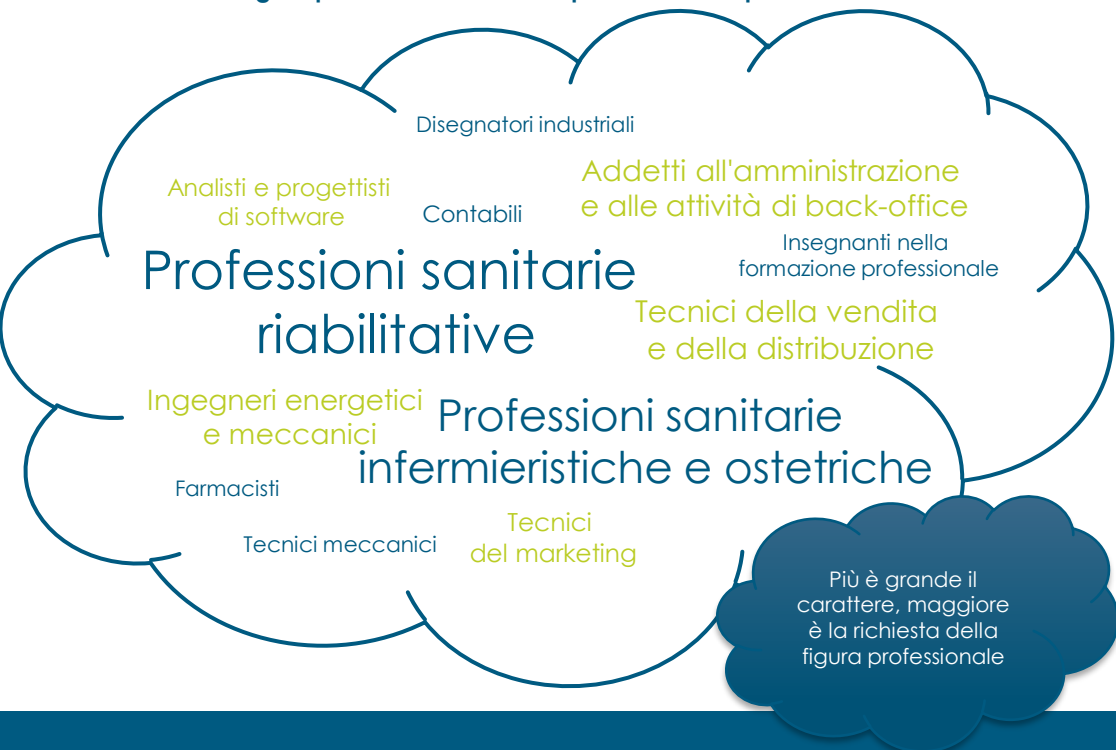 Disegnatori industriali
Analisti e progettisti
di software
Contabili
Addetti all'amministrazione
e alle attività di back-office
Insegnanti nella
formazione professionale
Professioni sanitarie
riabilitative
Tecnici della vendita
e della distribuzione
Ingegneri energetici
e meccanici
Professioni sanitarie
infermieristiche e ostetriche
Farmacisti
Tecnici meccanici
Tecnici
del marketing
Più è grande il
carattere, maggiore
è la richiesta della
figura professionale